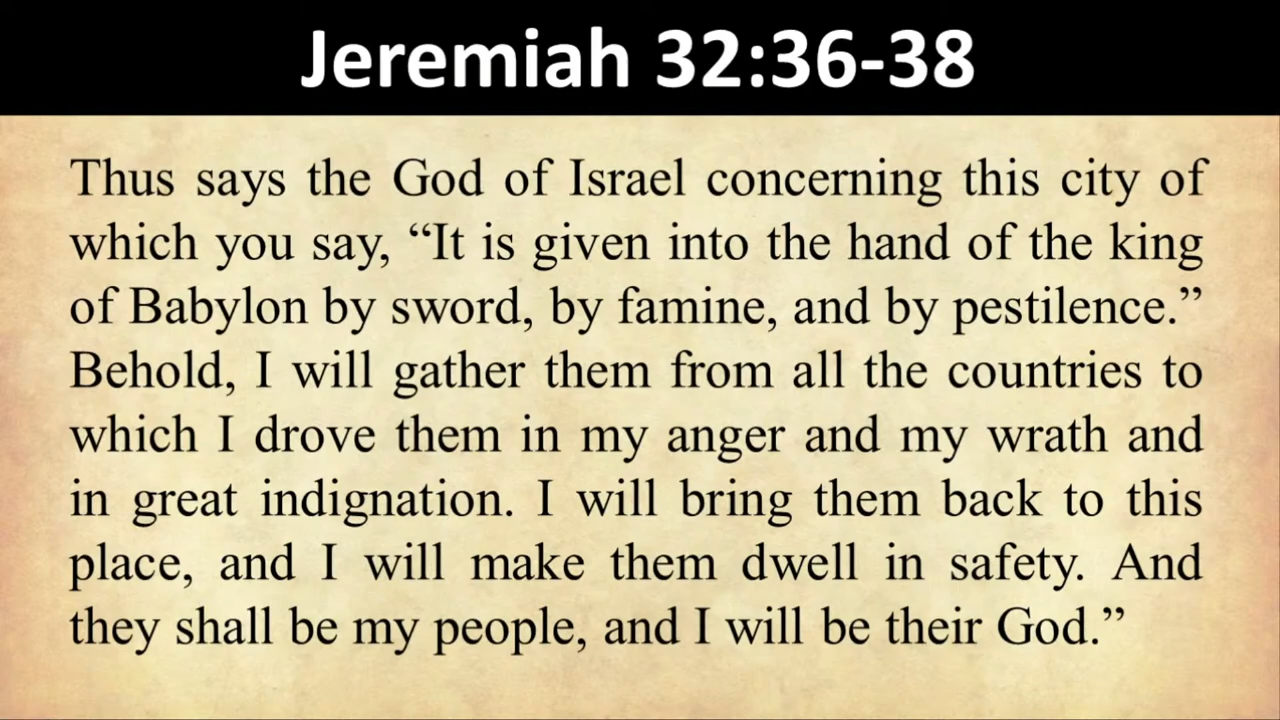 Jeremiah 32:36-38
Thus says the God of Israel concerning this city of
which you say, “It is given into the hand of the king
of Babylon by sword, by famine, and by pestilence.”
Behold, I will gather them from all the countries to
which I drove them in my anger and my wrath and
in great indignation. I will bring them back to this
place, and I will make them dwell in safety. And
they shall be my people, and I will be their God.”